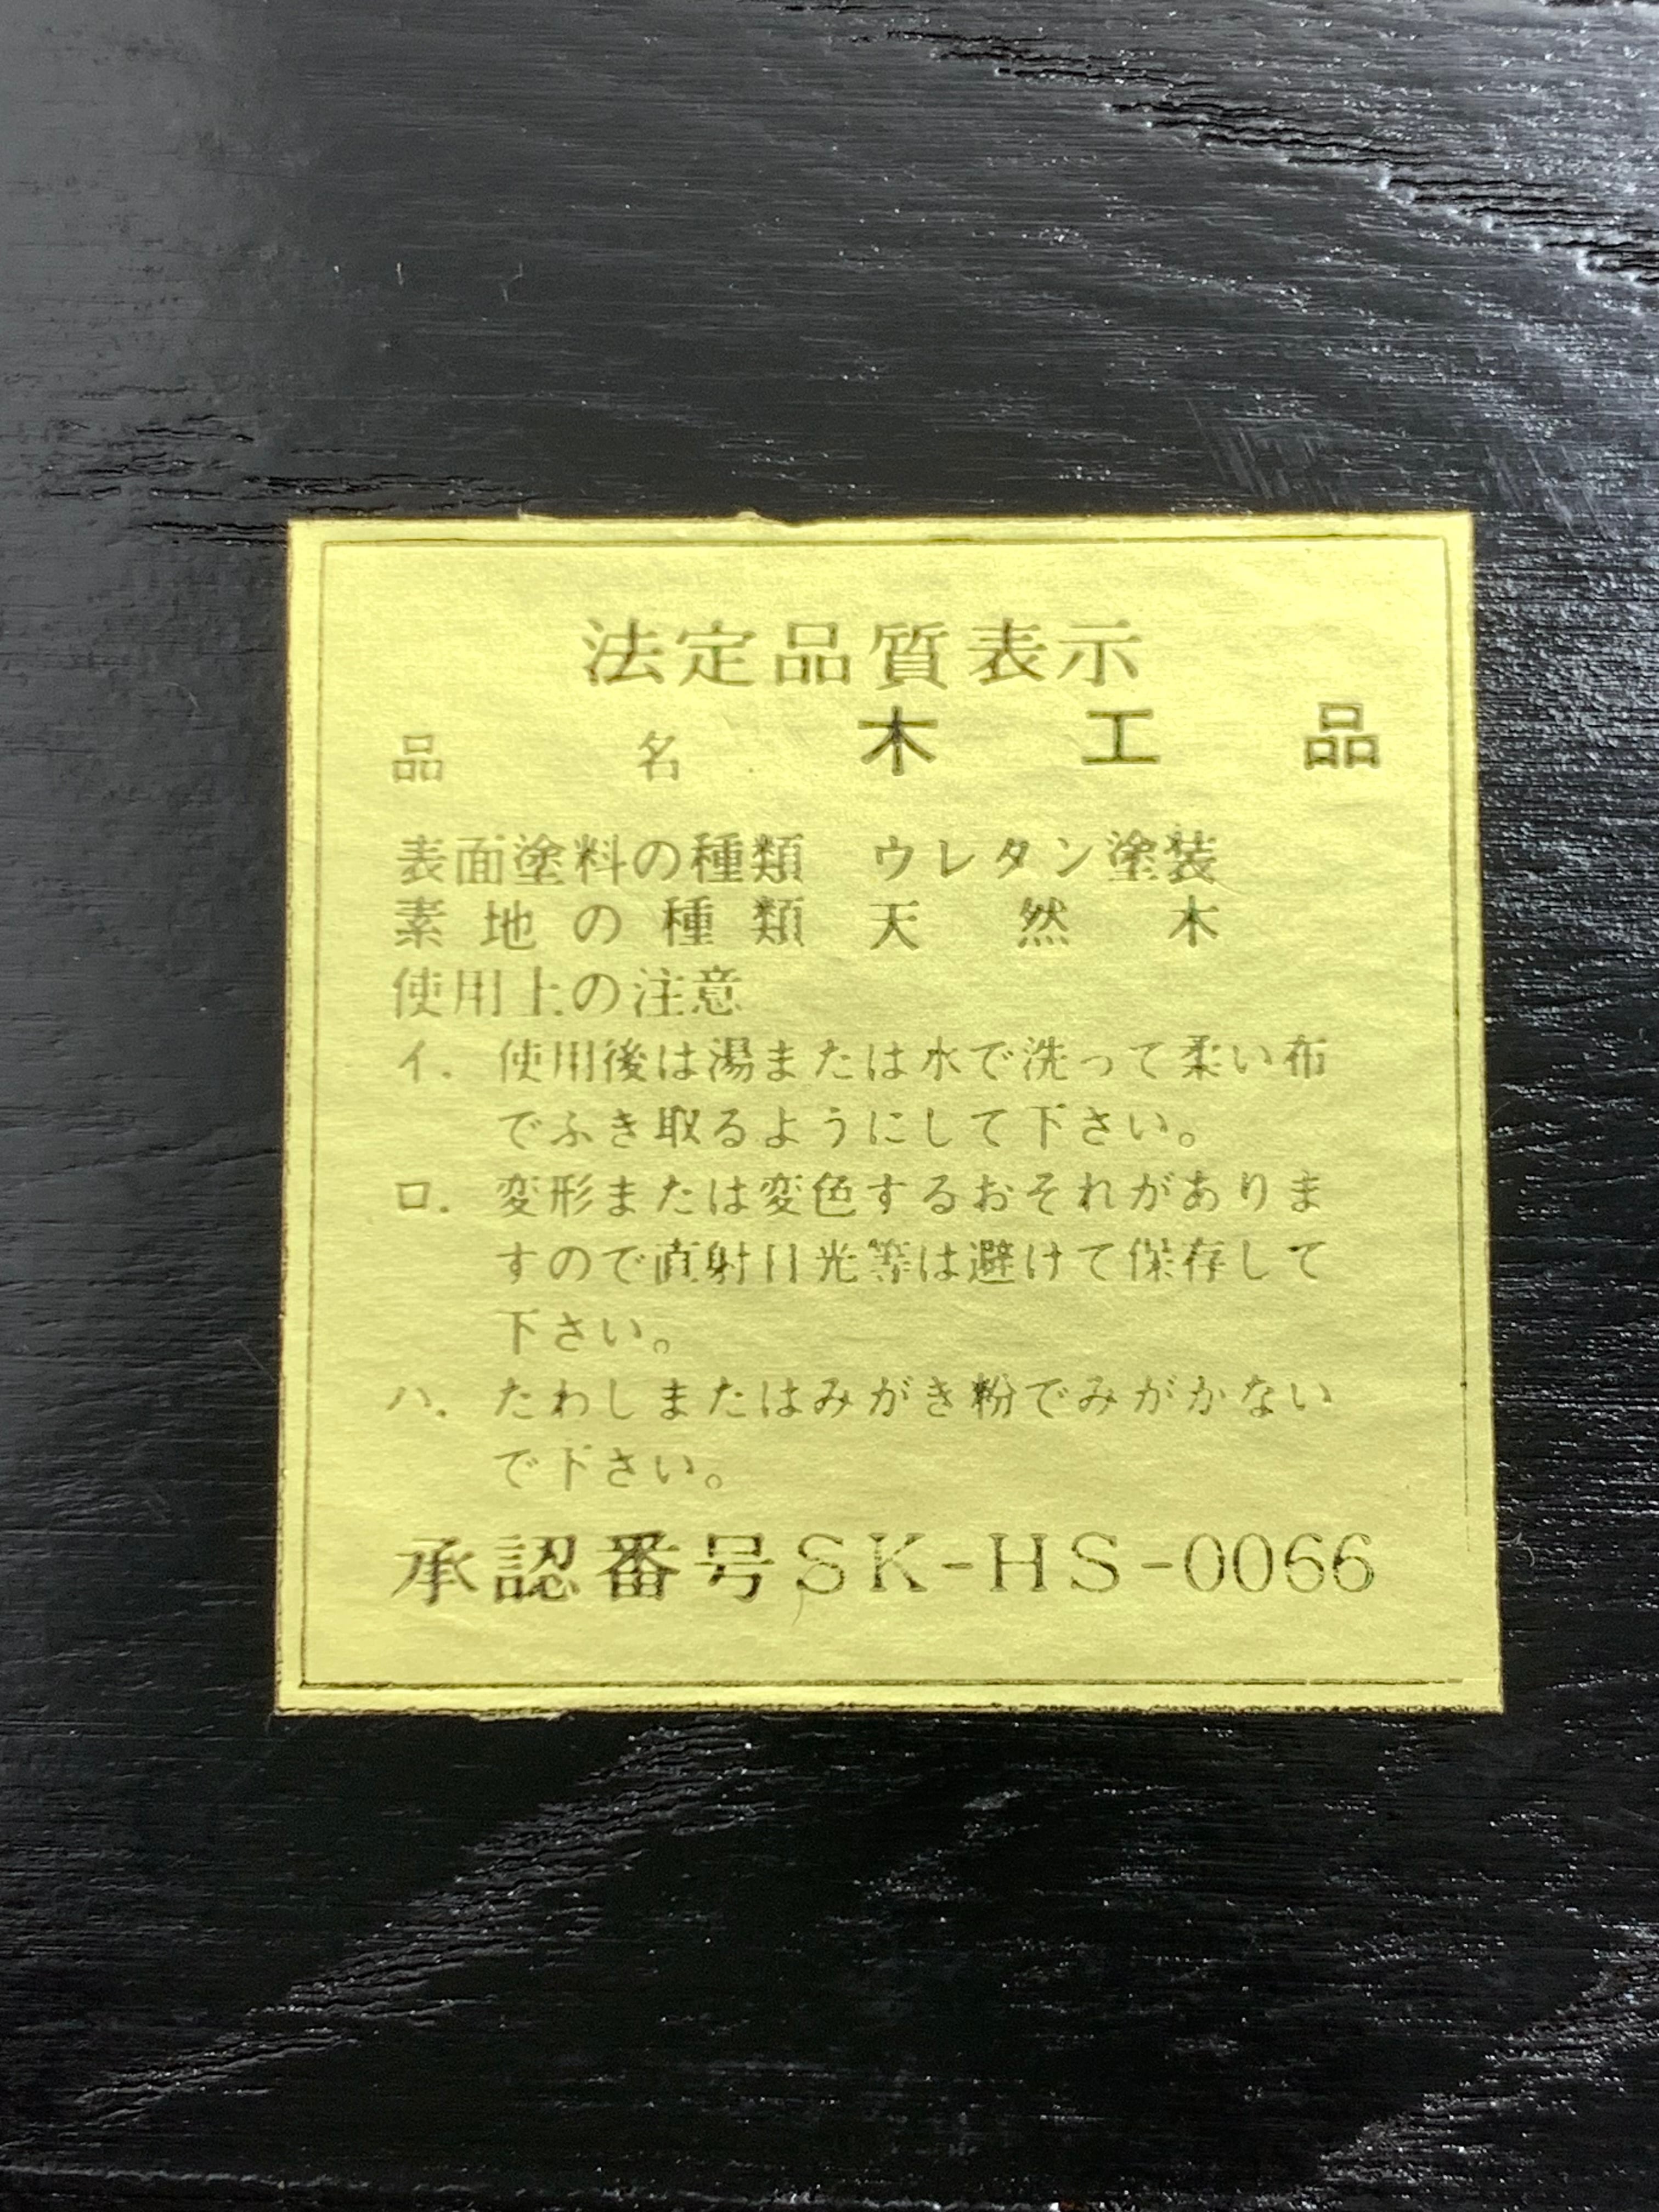 法定品質表示
品名 木工品
表面塗料の種類 ウレタン塗装
素地の種類 天然木
使用上の注意
イ. 使用後は湯または水で洗って柔い布
でふき取るようにして下さい。
ロ. 変形または変色するおそれがありま
すので直射日光等は避けて保存して
下さい。
ハ. たわしまたはみがき粉でみがかない
で下さい。
承認番号SK-HS-0066